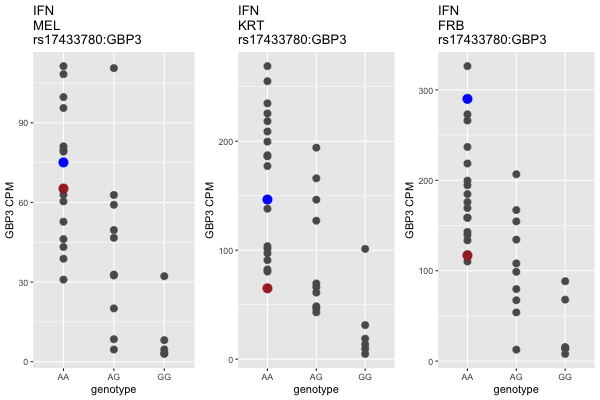 IFN
MEL
rs17433780:GBP3
GBP3 CPM
90
60
30
0
AA AG GG
genotype
IFN
KRT
rs17433780:GBP3
GBP3 CPM
200
100
0
AA AG GG
genotype
IFN
FRB
rs17433780:GBP3
GBP3 CPM
300
200
100
0
AA AG GG
genotype